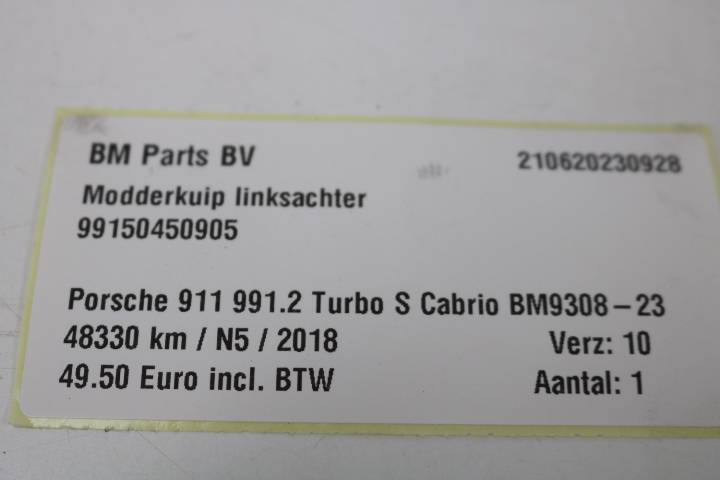 BM Parts BV 210620230928
Modderkuip linksachter
99150450905
Porsche 911 991.2 Turbo S Cabrio BM9308-23
48330 km / N5 / 2018 Verz: 10
49.50 Euro incl. BTW Aantal: 1